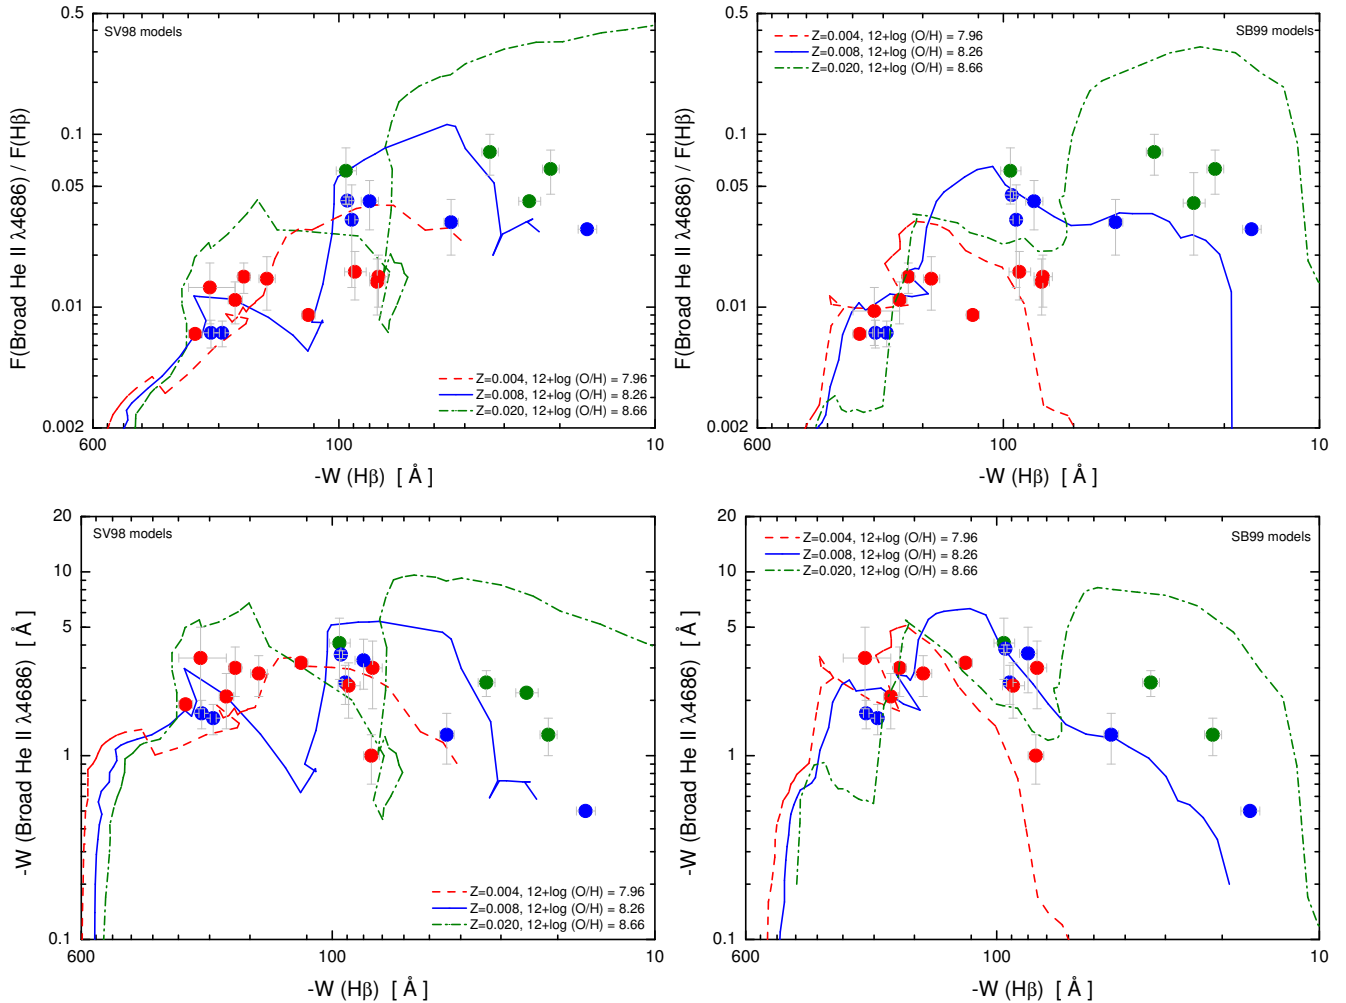 SV98 models
0.5
0.1
0.05
0.01
0.002
600
100
10
F(Broad He II λ4686) / F(Hβ)
-W (Hβ) [ Å ]
Z=0.004, 12+log (O/H) = 7.96
Z=0.008, 12+log (O/H) = 8.26
Z=0.020, 12+log (O/H) = 8.66
SB99 models
0.5
0.1
0.05
0.01
0.002
600
100
10
F(Broad He II λ4686) / F(Hβ)
-W (Hβ) [ Å ]
Z=0.004, 12+log (O/H) = 7.96
Z=0.008, 12+log (O/H) = 8.26
Z=0.020, 12+log (O/H) = 8.66
SV98 models
20
10
5
1
0.1
600
100
10
-W (Broad He II λ4686) [ Å ]
-W (Hβ) [ Å ]
Z=0.004, 12+log (O/H) = 7.96
Z=0.008, 12+log (O/H) = 8.26
Z=0.020, 12+log (O/H) = 8.66
SB99 models
20
10
5
1
0.1
600
100
10
-W (Broad He II λ4686) [ Å ]
-W (Hβ) [ Å ]
Z=0.004, 12+log (O/H) = 7.96
Z=0.008, 12+log (O/H) = 8.26
Z=0.020, 12+log (O/H) = 8.66